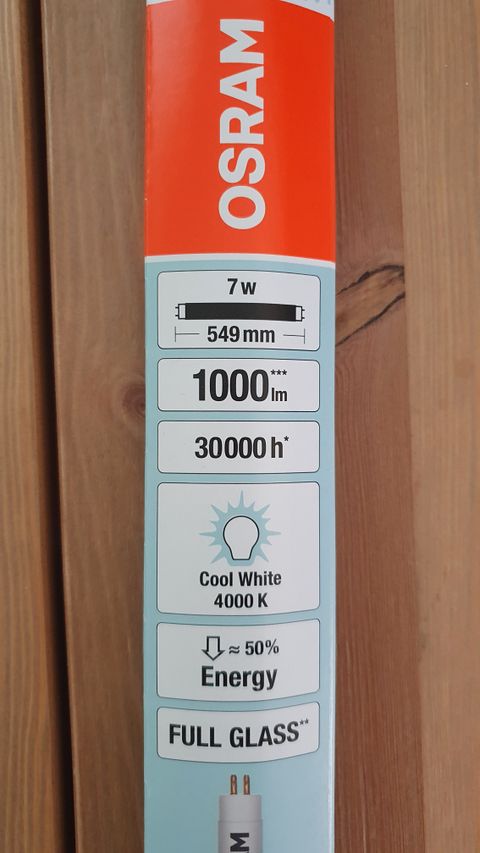 OSRAM
7 w
549 mm
1000*** lm
30000 h*
Cool White
4000 K
≈ 50%
Energy
FULL GLASS**